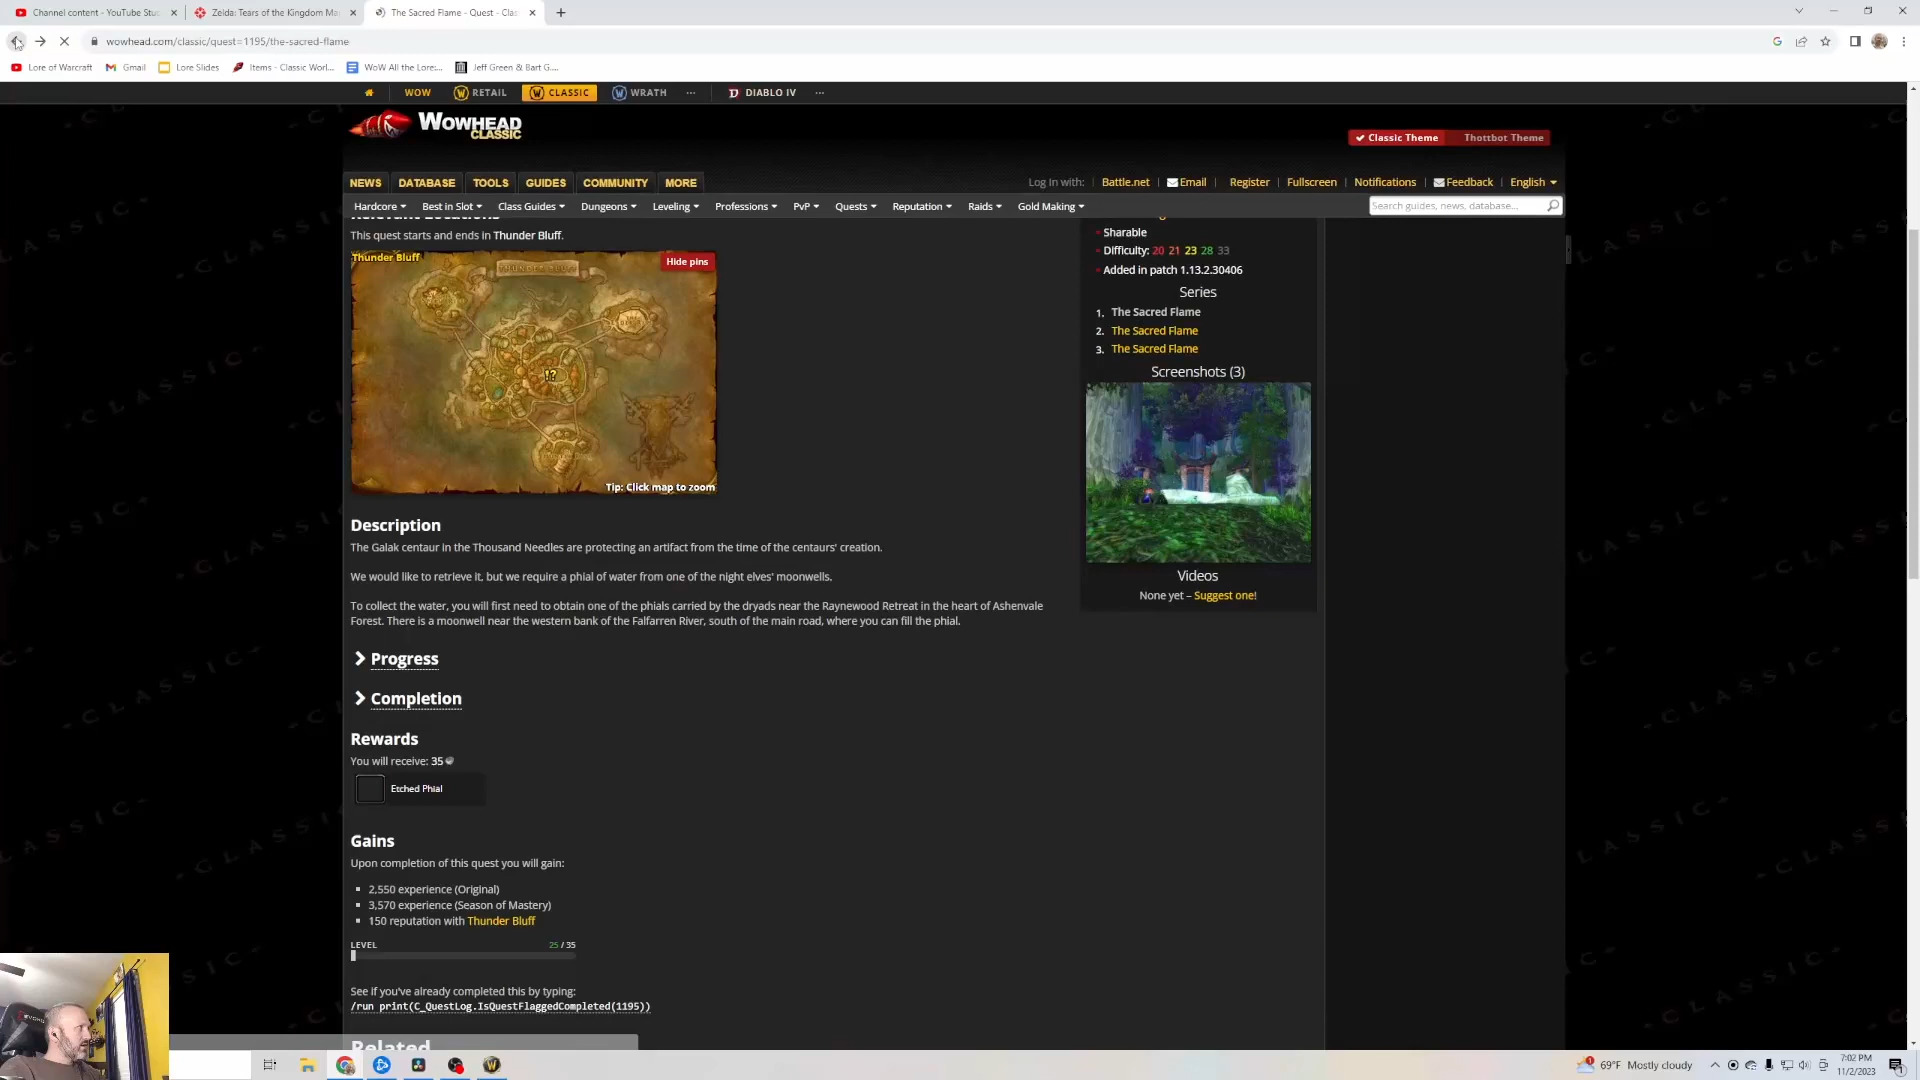 Channel content - YouTube Stu
Zelda: Tears of the Kingdom Ma
The Sacred Flame - Quest - Clas
wowhead.com/classic/quest=1195/the-sacred-flame
Lore of Warcraft
Gmail
Lore Slides
Items - Classic Worl...
WoW All the Lore:...
Jeff Green & Bart G....
WOW
RETAIL
CLASSIC
WRATH
...
DIABLO IV
...
WOWHEAD
CLASSIC
Classic Theme
Thottbot Theme
NEWS
DATABASE
TOOLS
GUIDES
COMMUNITY
MORE
Log In with:
Battle.net
Email
Register
Fullscreen
Notifications
Feedback
English
Hardcore
Best in Slot
Class Guides
Dungeons
Leveling
Professions
PvP
Quests
Reputation
Raids
Gold Making
Search guides, news, database...
Relevant Locations
This quest starts and ends in Thunder Bluff.
Thunder Bluff
THUNDER BLUFF
Hide pins
!?
Tip: Click map to zoom
Sharable
Difficulty: 20 21 23 28 33
Added in patch 1.13.2.30406
Series
1. The Sacred Flame
2. The Sacred Flame
3. The Sacred Flame
Screenshots (3)
Videos
None yet – Suggest one!
Description
The Galak centaur in the Thousand Needles are protecting an artifact from the time of the centaurs' creation.
We would like to retrieve it, but we require a phial of water from one of the night elves' moonwells.
To collect the water, you will first need to obtain one of the phials carried by the dryads near the Raynewood Retreat in the heart of Ashenvale
Forest. There is a moonwell near the western bank of the Falfarren River, south of the main road, where you can fill the phial.
Progress
Completion
Rewards
You will receive: 35
Etched Phial
Gains
Upon completion of this quest you will gain:
2,550 experience (Original)
3,570 experience (Season of Mastery)
150 reputation with Thunder Bluff
LEVEL 25 / 35
See if you've already completed this by typing:
/run print(C_QuestLog.IsQuestFlaggedCompleted(1195))
Related
CLASSIC
69°F Mostly cloudy
7:02 PM
11/2/2023